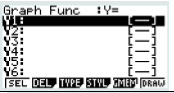 Graph Func :Y=
Y1: [—]
Y2: [—]
Y3: [—]
Y4: [—]
Y5: [—]
Y6: [—]
SEL DEL TYPE STYL GMEM DRAW